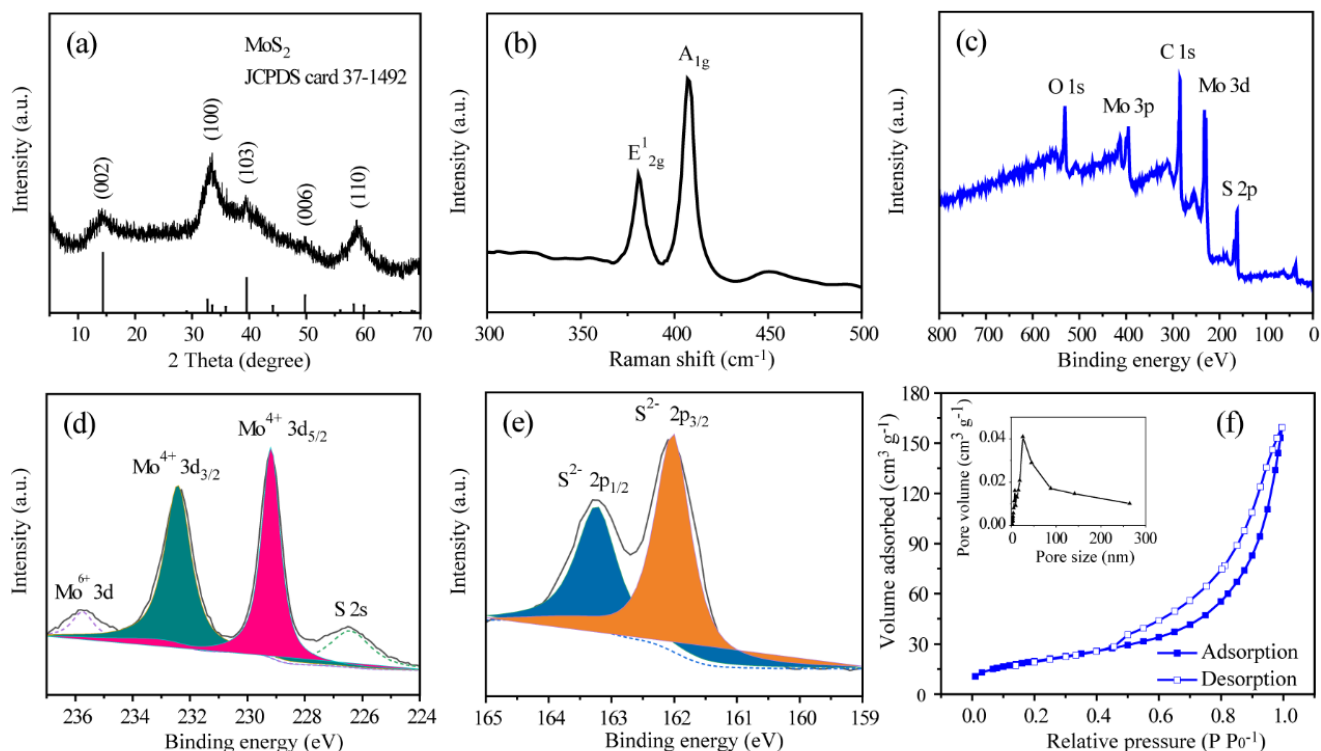 (a)
MoS2
JCPDS card 37-1492
(002)
(100)
(103)
(006)
(110)
Intensity (a.u.)
10 20 30 40 50 60 70
2 Theta (degree)
(b)
E¹2g
A1g
Intensity (a.u.)
300 350 400 450 500
Raman shift (cm⁻¹)
(c)
O 1s
Mo 3p
C 1s
Mo 3d
S 2p
Intensity (a.u.)
800 700 600 500 400 300 200 100 0
Binding energy (eV)
(d)
Mo⁶⁺ 3d
Mo⁴⁺ 3d3/2
Mo⁴⁺ 3d5/2
S 2s
Intensity (a.u.)
236 234 232 230 228 226 224
Binding energy (eV)
(e)
S²⁻ 2p1/2
S²⁻ 2p3/2
Intensity (a.u.)
165 164 163 162 161 160 159
Binding energy (eV)
(f)
Volume adsorbed (cm³ g⁻¹)
180
150
120
90
60
30
0
Pore volume (cm³ g⁻¹)
0.04
0.02
0.00
0 100 200 300
Pore size (nm)
Adsorption
Desorption
0.0 0.2 0.4 0.6 0.8 1.0
Relative pressure (P P0⁻¹)